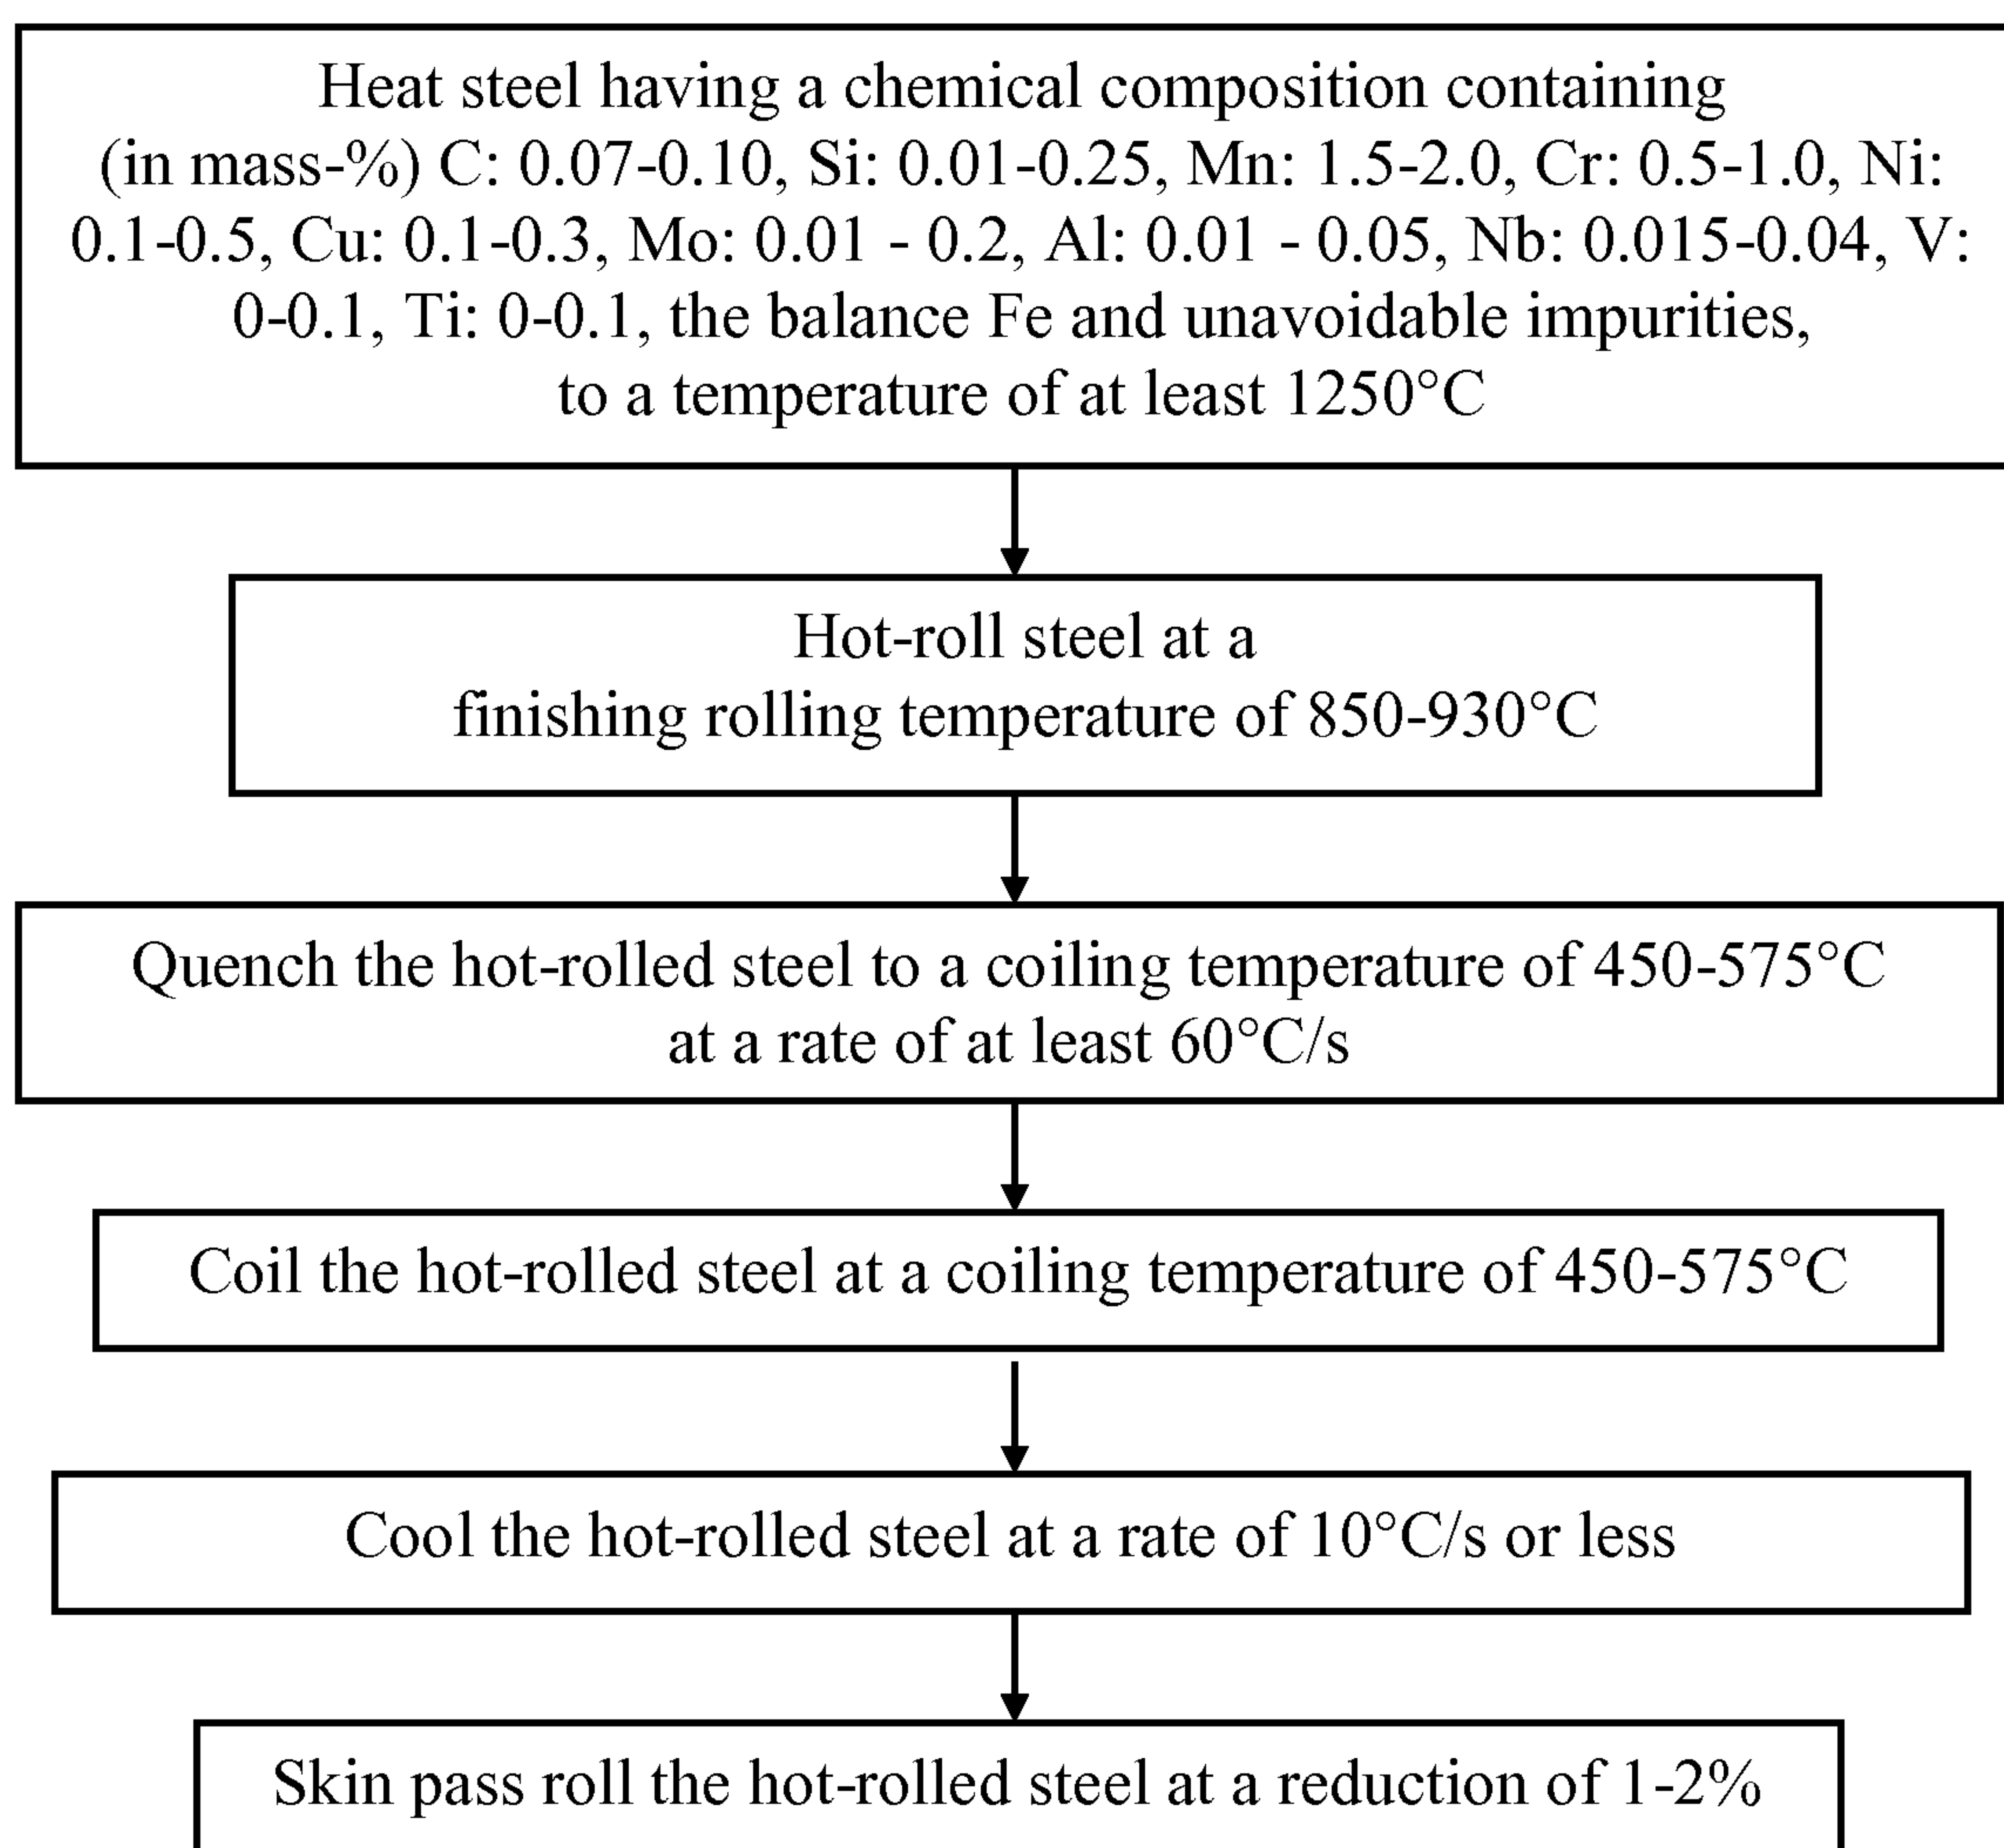 Heat steel having a chemical composition containing
(in mass-%) C: 0.07-0.10, Si: 0.01-0.25, Mn: 1.5-2.0, Cr: 0.5-1.0, Ni:
0.1-0.5, Cu: 0.1-0.3, Mo: 0.01 - 0.2, Al: 0.01 - 0.05, Nb: 0.015-0.04, V:
0-0.1, Ti: 0-0.1, the balance Fe and unavoidable impurities,
to a temperature of at least 1250°C
Hot-roll steel at a
finishing rolling temperature of 850-930°C
Quench the hot-rolled steel to a coiling temperature of 450-575°C
at a rate of at least 60°C/s
Coil the hot-rolled steel at a coiling temperature of 450-575°C
Cool the hot-rolled steel at a rate of 10°C/s or less
Skin pass roll the hot-rolled steel at a reduction of 1-2%